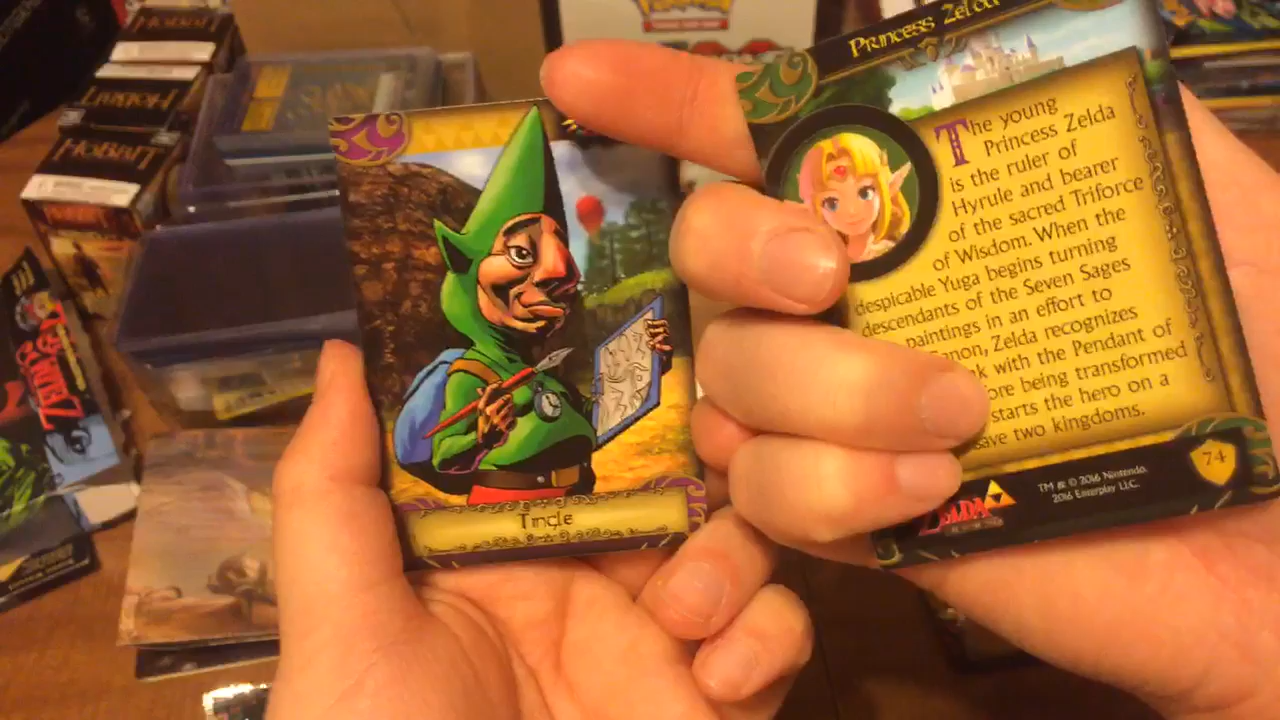 HOBBIT
HOBBIT
HOBBIT
ZELDA
Tingle
Princess Zelda
The young
Princess Zelda
is the ruler of
Hyrule and bearer
of the sacred Triforce
of Wisdom. When the
despicable Yuga begins turning
descendants of the Seven Sages
paintings in an effort to
Zelda recognizes
with the Pendant of
being transformed
starts the hero on a
two kingdoms.
ZELDA
TM & © 2016 Nintendo.
2016 Enterplay LLC.
74